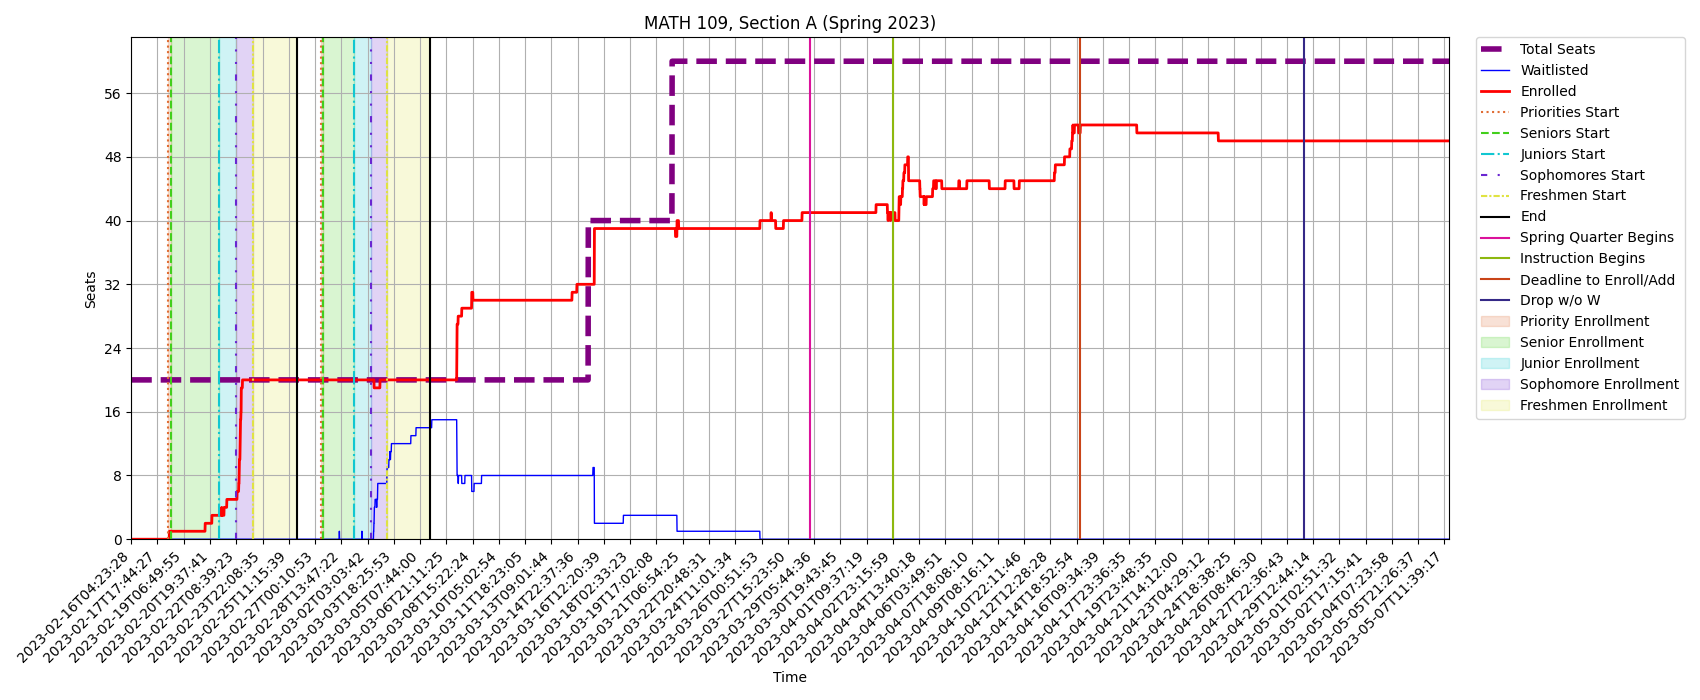 MATH 109, Section A (Spring 2023)
Seats
56
48
40
32
24
16
8
0
2023-02-16T04:23:28
2023-02-17T17:44:27
2023-02-19T06:49:55
2023-02-20T19:37:41
2023-02-22T08:39:23
2023-02-23T22:08:35
2023-02-25T11:15:39
2023-02-27T00:10:53
2023-02-28T13:47:22
2023-03-02T03:03:42
2023-03-03T18:25:53
2023-03-05T07:44:00
2023-03-06T21:11:25
2023-03-08T15:22:24
2023-03-10T05:02:54
2023-03-11T18:23:05
2023-03-13T09:01:44
2023-03-14T22:37:36
2023-03-16T12:20:39
2023-03-18T02:33:23
2023-03-19T17:02:08
2023-03-21T06:54:25
2023-03-22T20:48:31
2023-03-24T11:01:34
2023-03-26T00:51:53
2023-03-27T15:23:50
2023-03-29T05:44:36
2023-03-30T19:43:45
2023-04-01T09:37:19
2023-04-02T23:15:59
2023-04-04T13:40:18
2023-04-06T03:49:51
2023-04-07T18:08:10
2023-04-09T08:16:11
2023-04-10T22:11:46
2023-04-12T12:28:28
2023-04-14T18:52:54
2023-04-16T09:34:39
2023-04-17T23:36:35
2023-04-19T23:48:35
2023-04-21T14:12:00
2023-04-23T04:29:12
2023-04-24T18:38:25
2023-04-26T08:46:30
2023-04-27T22:36:43
2023-04-29T12:44:14
2023-05-01T02:51:32
2023-05-02T17:15:41
2023-05-04T07:23:58
2023-05-05T21:26:37
2023-05-07T11:39:17
Time
Total Seats
Waitlisted
Enrolled
Priorities Start
Seniors Start
Juniors Start
Sophomores Start
Freshmen Start
End
Spring Quarter Begins
Instruction Begins
Deadline to Enroll/Add
Drop w/o W
Priority Enrollment
Senior Enrollment
Junior Enrollment
Sophomore Enrollment
Freshmen Enrollment